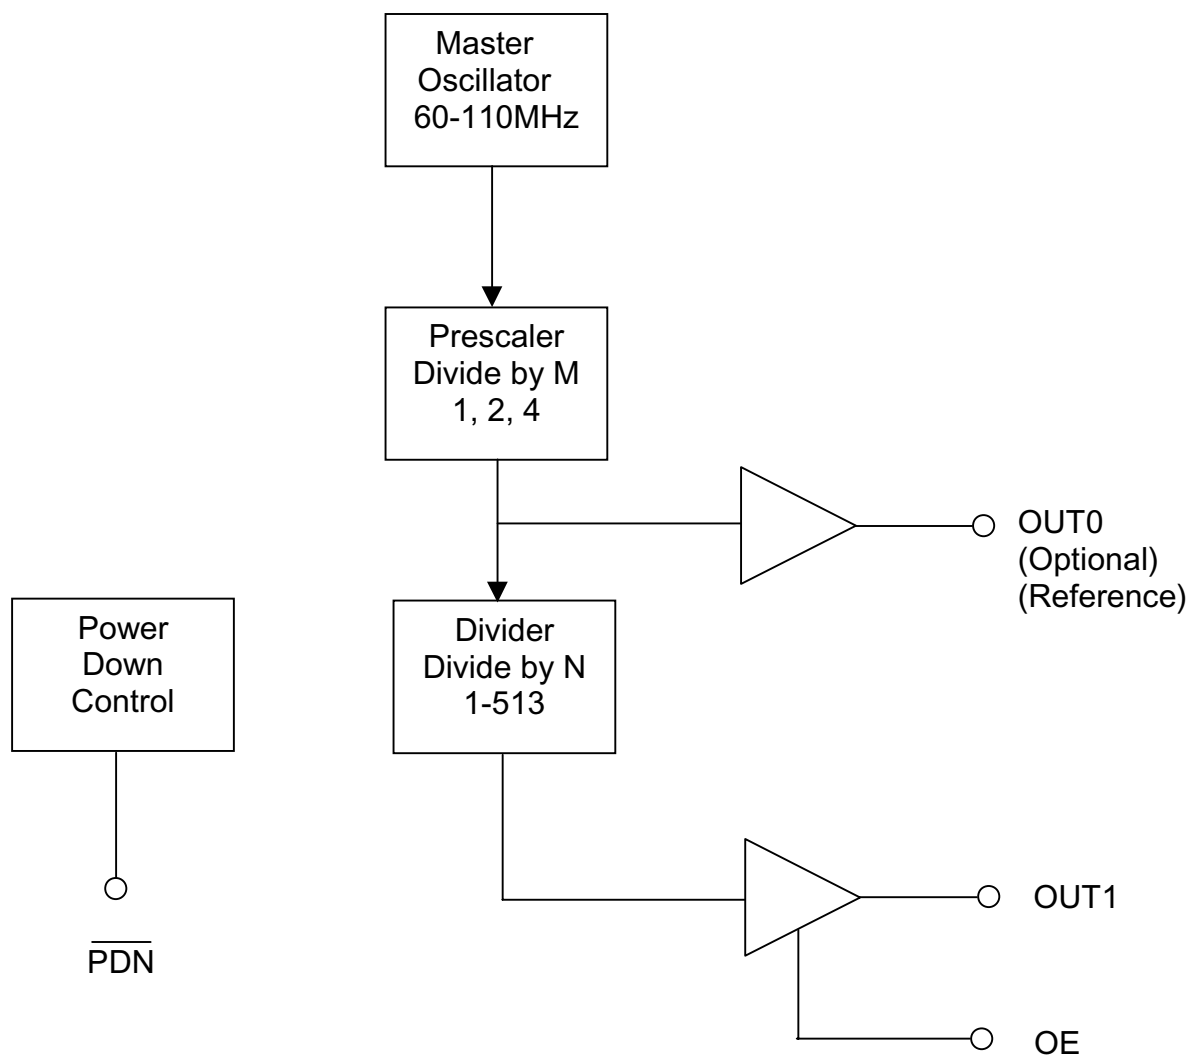 Master
Oscillator
60-110MHz
Prescaler
Divide by M
1, 2, 4
OUT0
(Optional)
(Reference)
Power
Down
Control
Divider
Divide by N
1-513
OUT1
PDN
OE